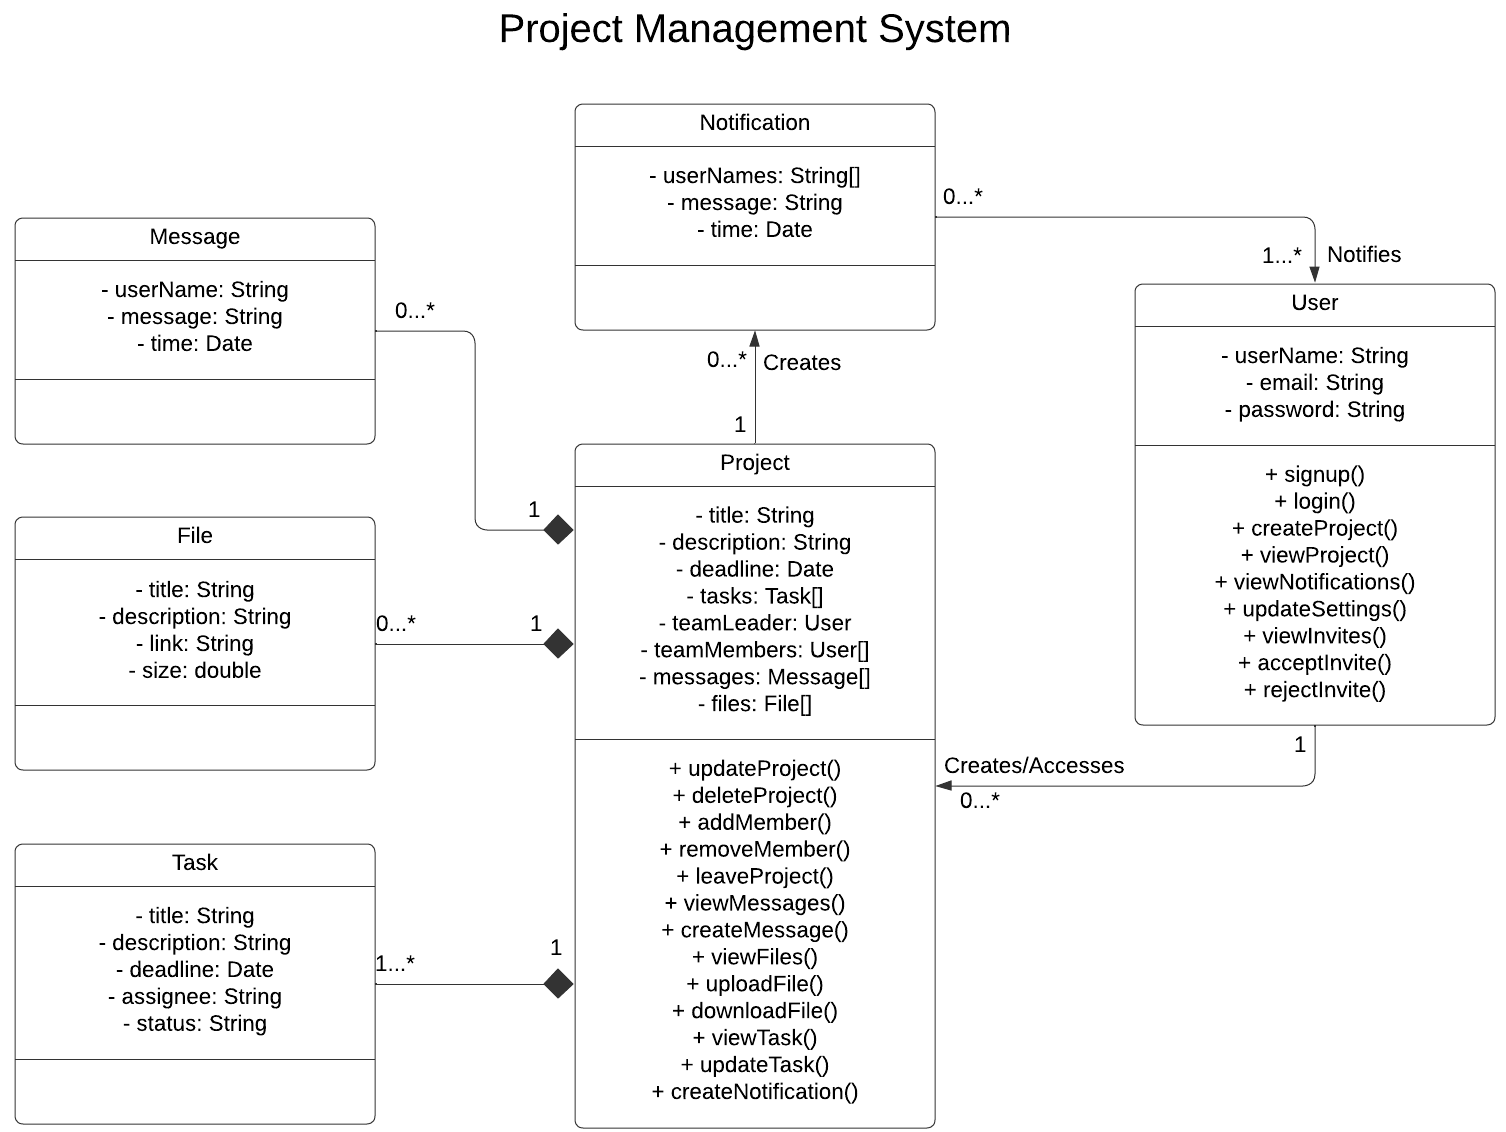 Project Management System
Notification
- userNames: String[]
- message: String
- time: Date
0...*
1...*
Notifies
Message
- userName: String
- message: String
- time: Date
0...*
1
0...*
Creates
1
User
- userName: String
- email: String
- password: String
+ signup()
+ login()
+ createProject()
+ viewProject()
+ viewNotifications()
+ updateSettings()
+ viewInvites()
+ acceptInvite()
+ rejectInvite()
1
Creates/Accesses
0...*
File
- title: String
- description: String
- link: String
- size: double
0...*
1
Project
- title: String
- description: String
- deadline: Date
- tasks: Task[]
- teamLeader: User
- teamMembers: User[]
- messages: Message[]
- files: File[]
+ updateProject()
+ deleteProject()
+ addMember()
+ removeMember()
+ leaveProject()
+ viewMessages()
+ createMessage()
+ viewFiles()
+ uploadFile()
+ downloadFile()
+ viewTask()
+ updateTask()
+ createNotification()
Task
- title: String
- description: String
- deadline: Date
- assignee: String
- status: String
1...*
1